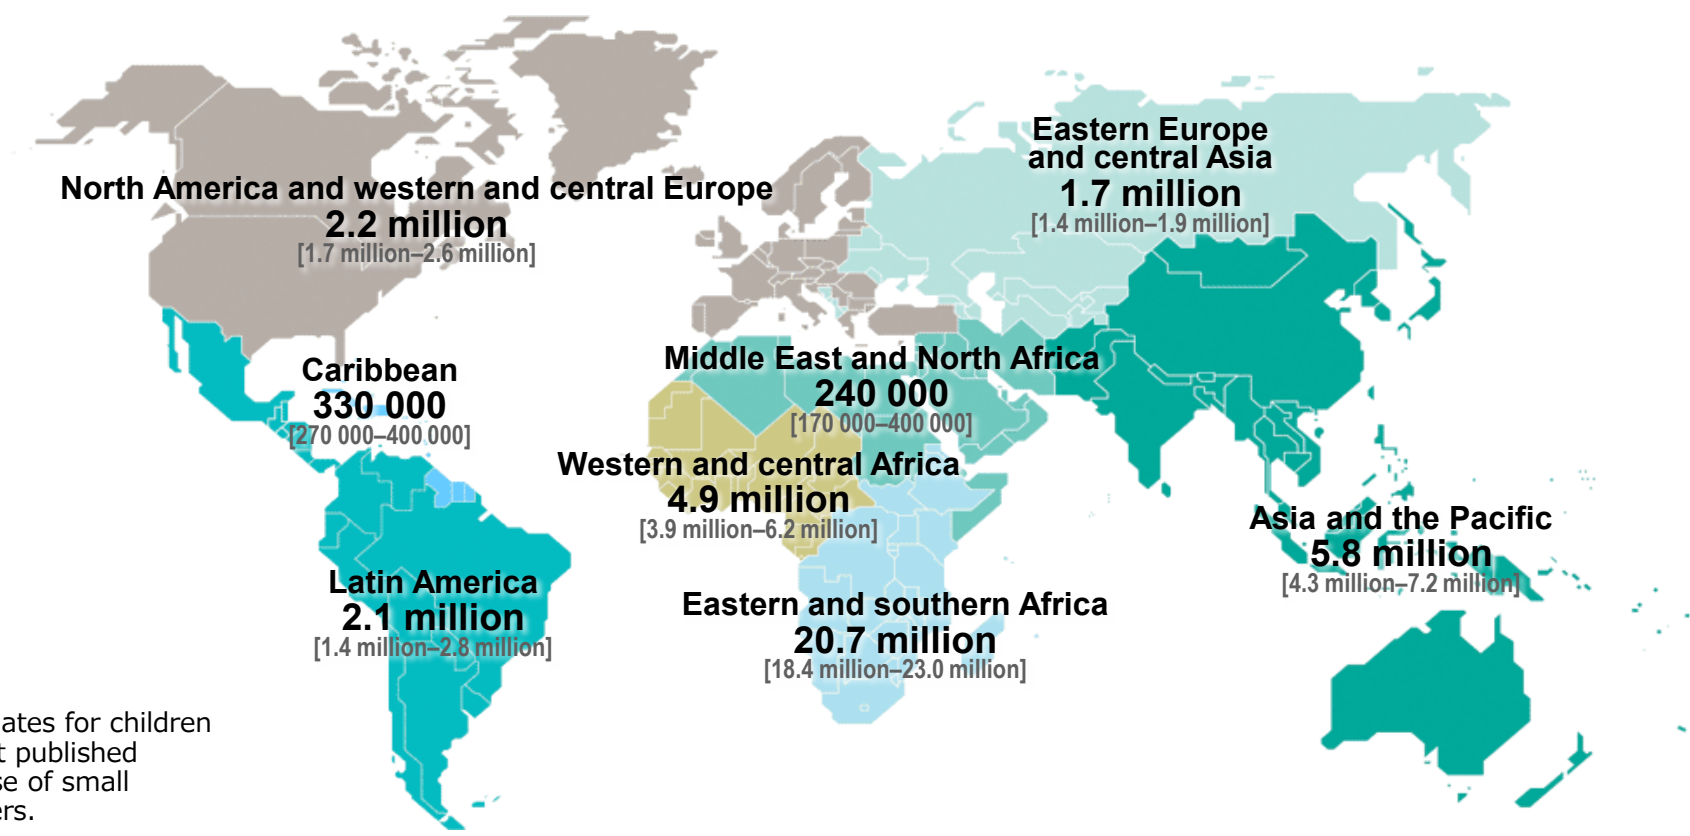 Eastern Europe
and central Asia
1.7 million
[1.4 million–1.9 million]
North America and western and central Europe
2.2 million
[1.7 million–2.6 million]
Middle East and North Africa
240 000
[170 000–400 000]
Caribbean
330 000
[270 000–400 000]
Western and central Africa
4.9 million
[3.9 million–6.2 million]
Asia and the Pacific
5.8 million
[4.3 million–7.2 million]
Latin America
2.1 million
[1.4 million–2.8 million]
Eastern and southern Africa
20.7 million
[18.4 million–23.0 million]
ates for children
t published
se of small
ers.